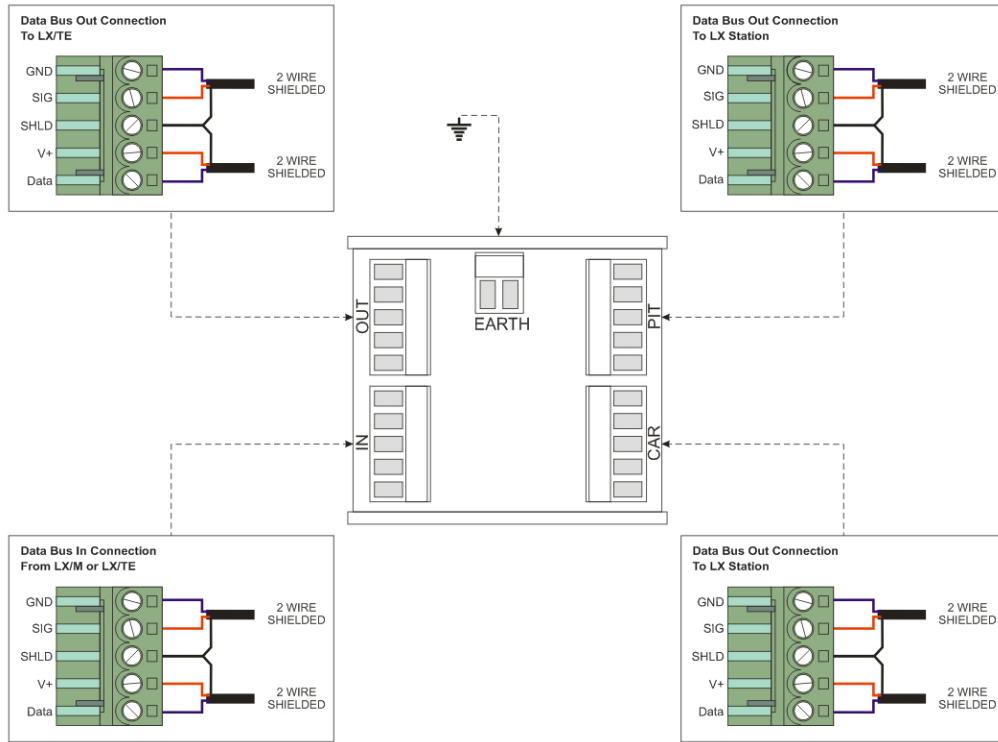 Data Bus Out Connection
To LX/TE
GND
SIG
SHLD
V+
Data
2 WIRE
SHIELDED
2 WIRE
SHIELDED
Data Bus Out Connection
To LX Station
GND
SIG
SHLD
V+
Data
2 WIRE
SHIELDED
2 WIRE
SHIELDED
OUT
EARTH
PIT
IN
CAR
Data Bus In Connection
From LX/M or LX/TE
GND
SIG
SHLD
V+
Data
2 WIRE
SHIELDED
2 WIRE
SHIELDED
Data Bus Out Connection
To LX Station
GND
SIG
SHLD
V+
Data
2 WIRE
SHIELDED
2 WIRE
SHIELDED